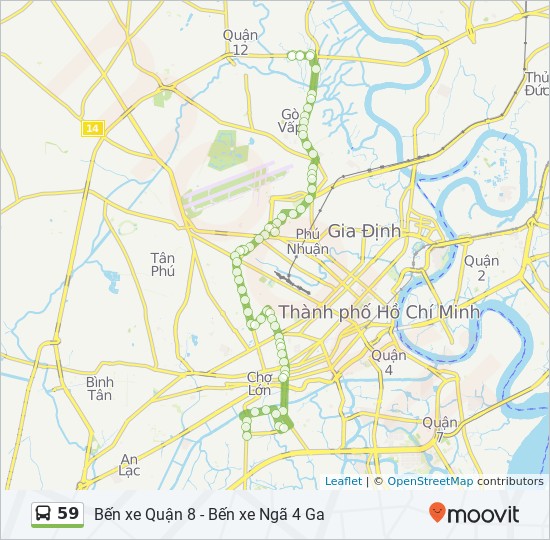 Quận
12
Thủ
Đức
Gò
Vấp
14
Phú
Nhuận
Gia Định
Tân
Phú
Quận
2
Thành phố Hồ Chí Minh
Quận
4
Bình
Tân
Chợ
Lớn
Quận
7
An
Lạc
Leaflet | © OpenStreetMap contributors
59 Bến xe Quận 8 - Bến xe Ngã 4 Ga
moovit